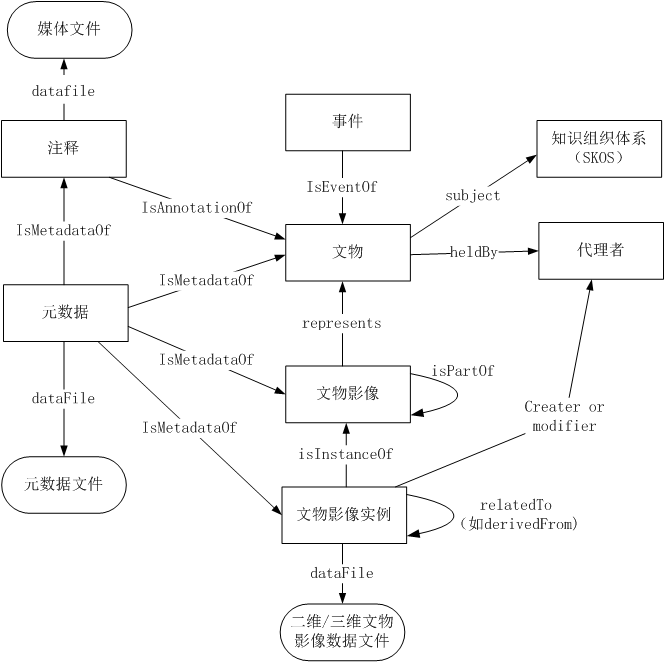 媒体文件
datafile
注释
事件
知识组织体系
（SKOS）
IsEventOf
subject
IsAnnotationOf
IsMetadataOf
文物
heldBy
代理者
IsMetadataOf
元数据
represents
IsMetadataOf
isPartOf
文物影像
dataFile
Creater or
modifier
IsMetadataOf
isInstanceOf
元数据文件
文物影像实例
relatedTo
（如derivedFrom）
dataFile
二维/三维文物
影像数据文件